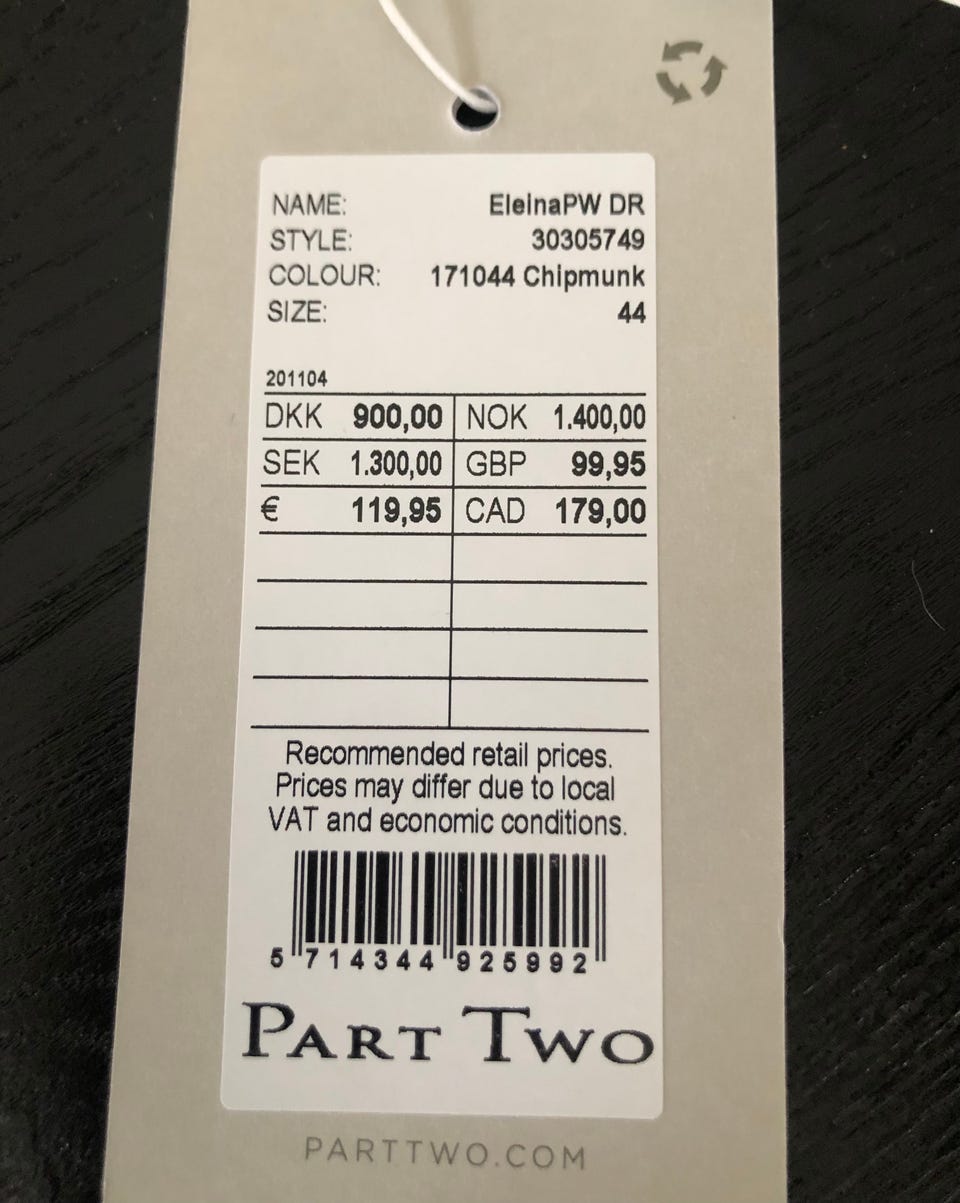 NAME: EleinaPW DR
STYLE: 30305749
COLOUR: 171044 Chipmunk
SIZE: 44
201104
DKK 900,00 NOK 1.400,00
SEK 1.300,00 GBP 99,95
€ 119,95 CAD 179,00
Recommended retail prices.
Prices may differ due to local
VAT and economic conditions.
5 714344 925992
PART TWO
PARTTWO.COM